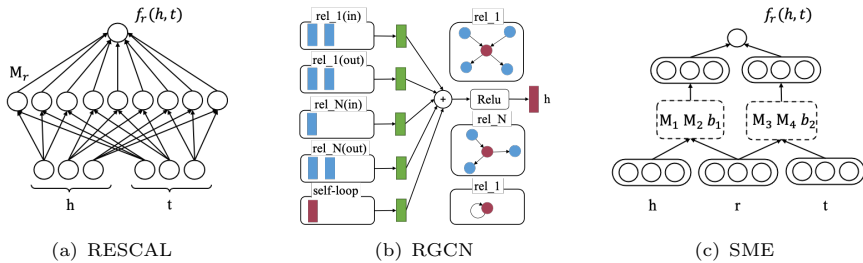 f_r(h, t)
M_r
h
t
(a) RESCAL
rel_1(in)
rel_1(out)
rel_N(in)
rel_N(out)
self-loop
+
Relu
h
rel_1
rel_N
rel_1
(b) RGCN
f_r(h, t)
M_1 M_2 b_1
M_3 M_4 b_2
h
r
t
(c) SME